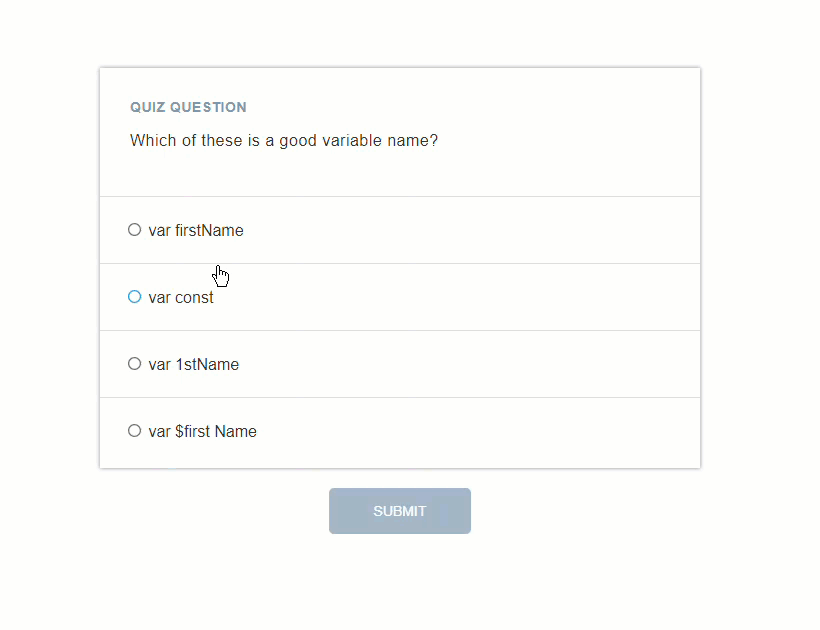 QUIZ QUESTION
Which of these is a good variable name?
var firstName
var const
var 1stName
var $first Name
SUBMIT